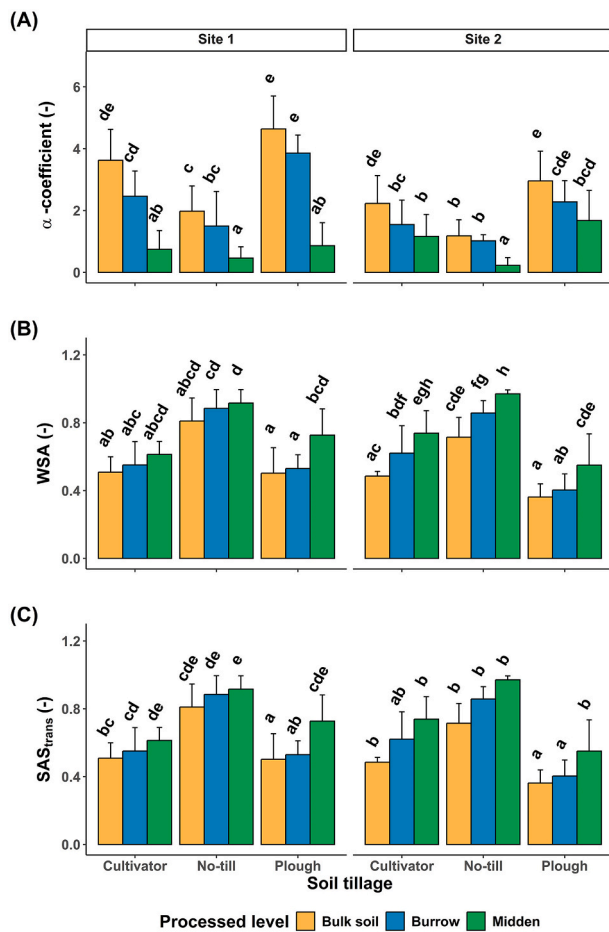 (A)
Site 1 Site 2
α -coefficient (-)
6
4
2
0
de cd ab c bc a e e ab
de bc b b b a e cde bcd
(B)
WSA (-)
1.2
0.8
0.4
0.0
ab abc abcd abcd cd d a a bcd
ac bdf egh cde fg h a ab cde
(C)
SAStrans (-)
1.2
0.8
0.4
0.0
bc cd de cde de e a ab cde
b ab b b b b a a b
Cultivator No-till Plough Cultivator No-till Plough
Soil tillage
Processed level Bulk soil Burrow Midden